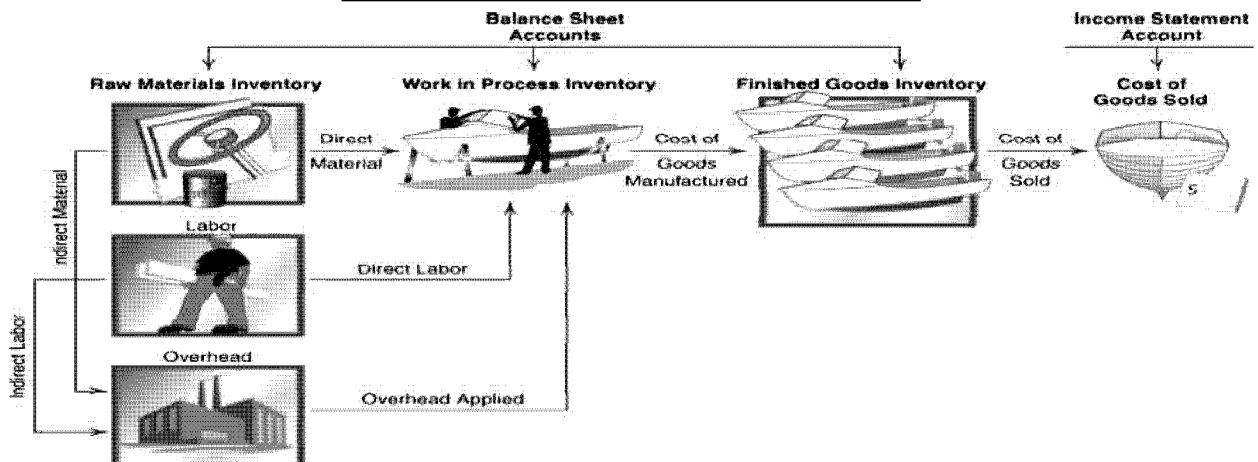 Balance Sheet
Accounts
Income Statement
Account
Raw Materials Inventory
Work in Process Inventory
Finished Goods Inventory
Cost of
Goods Sold
Direct
Material
Cost of
Goods
Manufactured
Cost of
Goods
Sold
S
ndirect Material
Labor
Direct Labor
Indirect Labor
Overhead
Overhead Applied